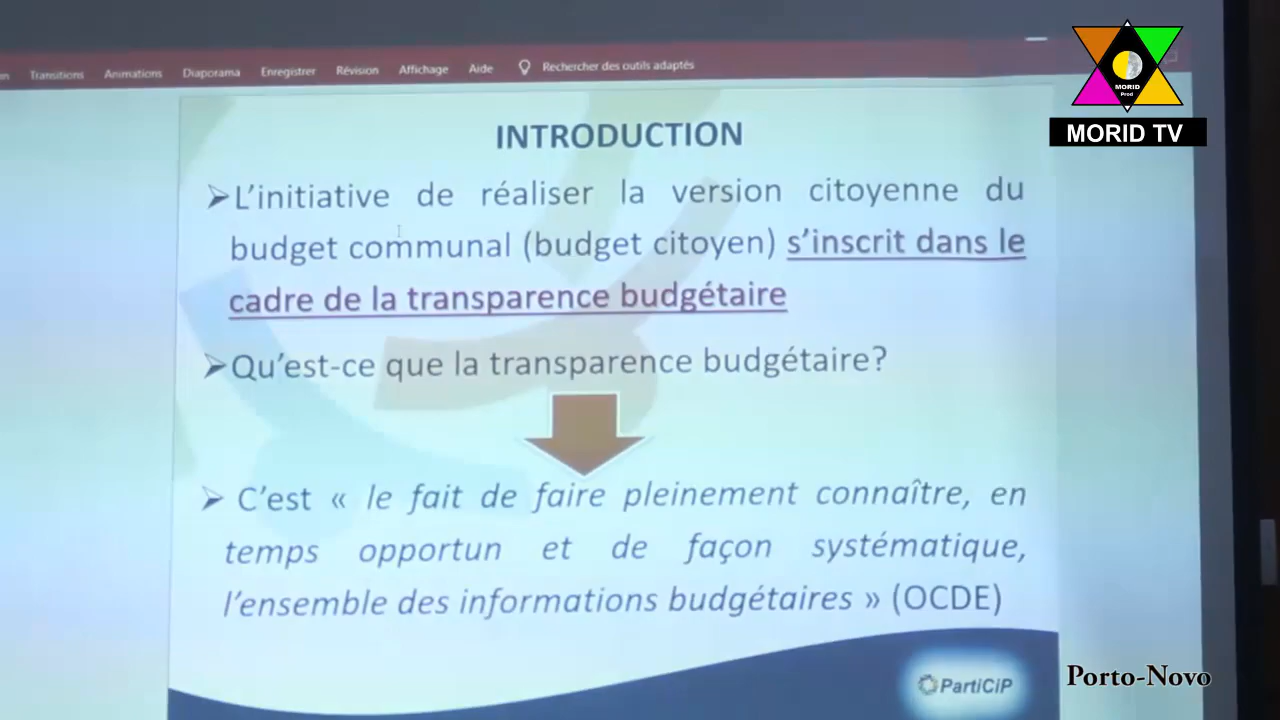 Transitions Animations Diaporama Enregistrer Révision Affichage Aide Rechercher des outils adaptés
MORID
Prod
MORID TV
INTRODUCTION
➢L'initiative de réaliser la version citoyenne du
budget communal (budget citoyen) s'inscrit dans le
cadre de la transparence budgétaire
➢Qu'est-ce que la transparence budgétaire?
➢ C'est « le fait de faire pleinement connaître, en
temps opportun et de façon systématique,
l'ensemble des informations budgétaires » (OCDE)
PartiCiP
Porto-Novo